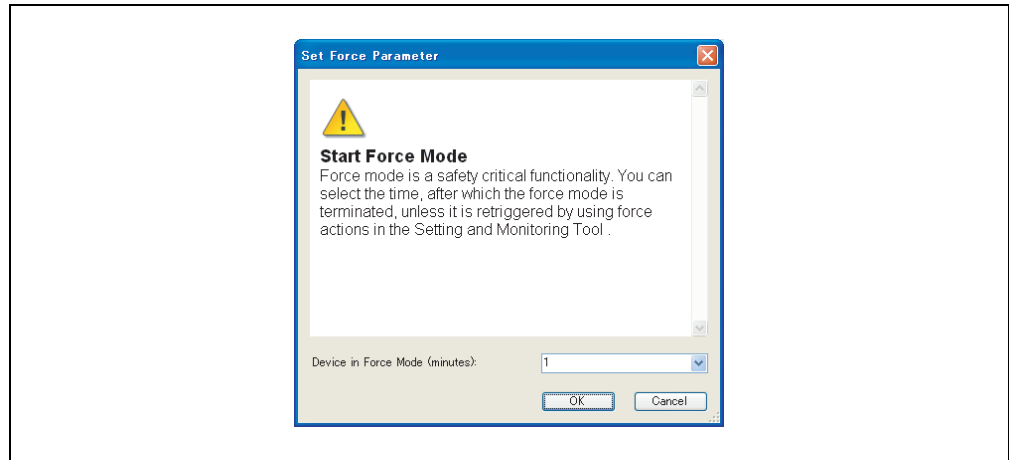 Set Force Parameter
Start Force Mode
Force mode is a safety critical functionality. You can
select the time, after which the force mode is
terminated, unless it is retriggered by using force
actions in the Setting and Monitoring Tool .
Device in Force Mode (minutes): 1
OK Cancel